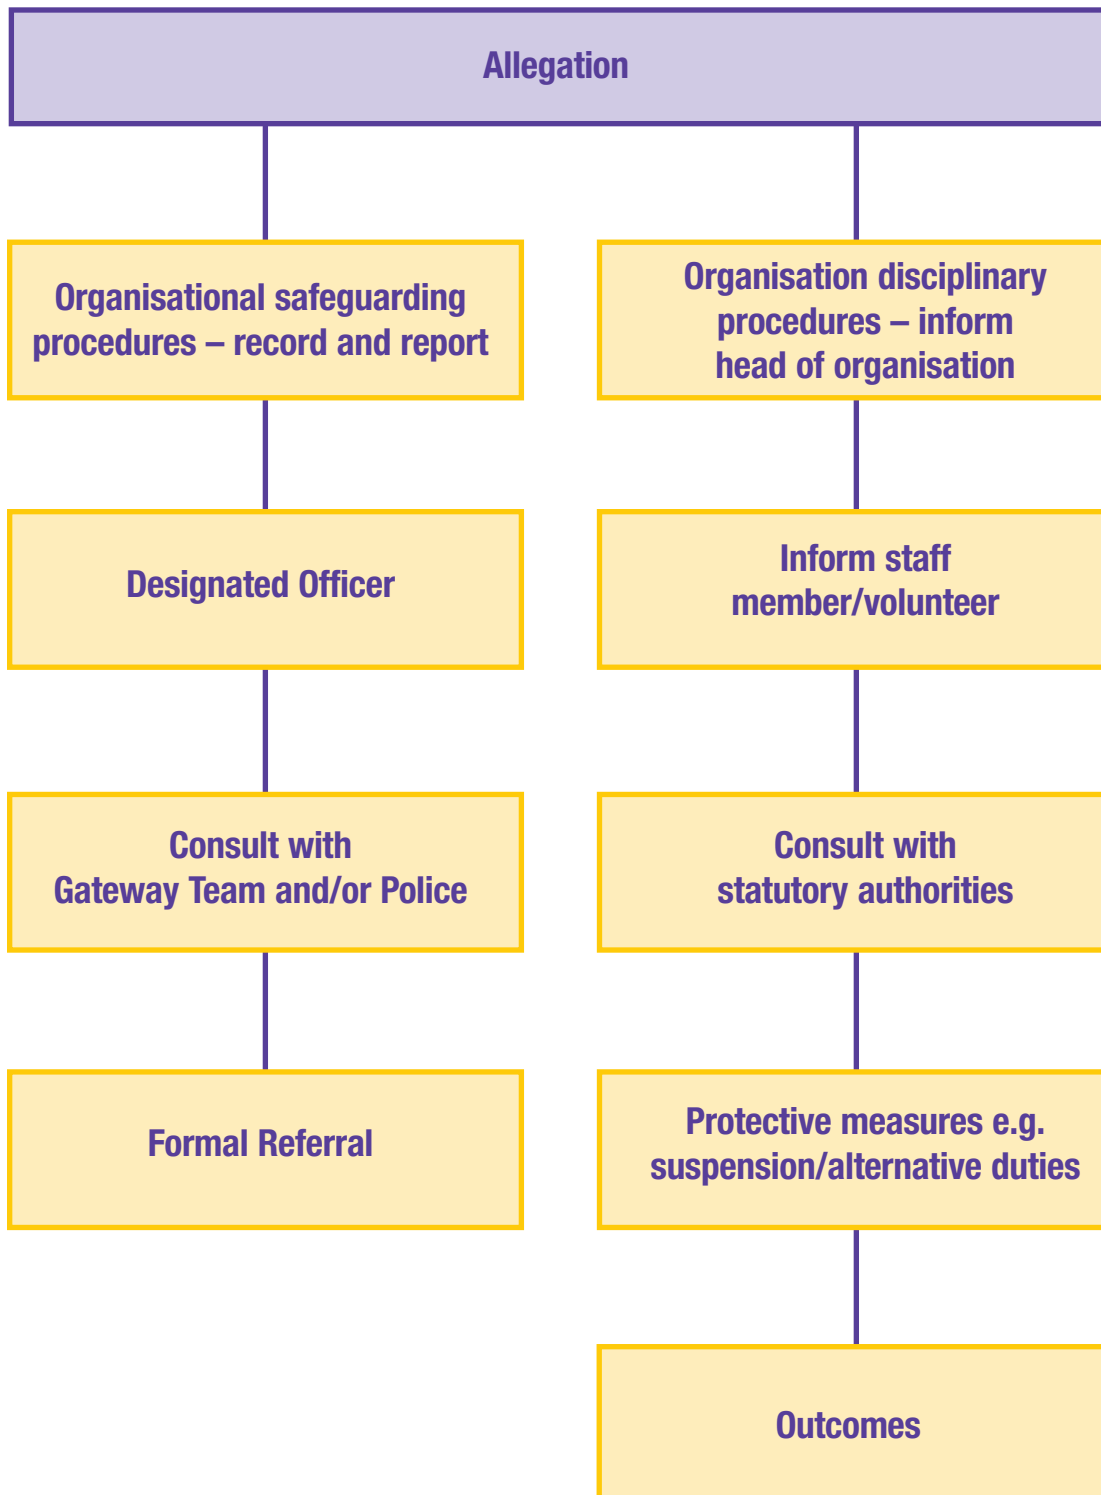 Allegation
Organisational safeguarding
procedures – record and report
Designated Officer
Consult with
Gateway Team and/or Police
Formal Referral
Organisation disciplinary
procedures – inform
head of organisation
Inform staff
member/volunteer
Consult with
statutory authorities
Protective measures e.g.
suspension/alternative duties
Outcomes